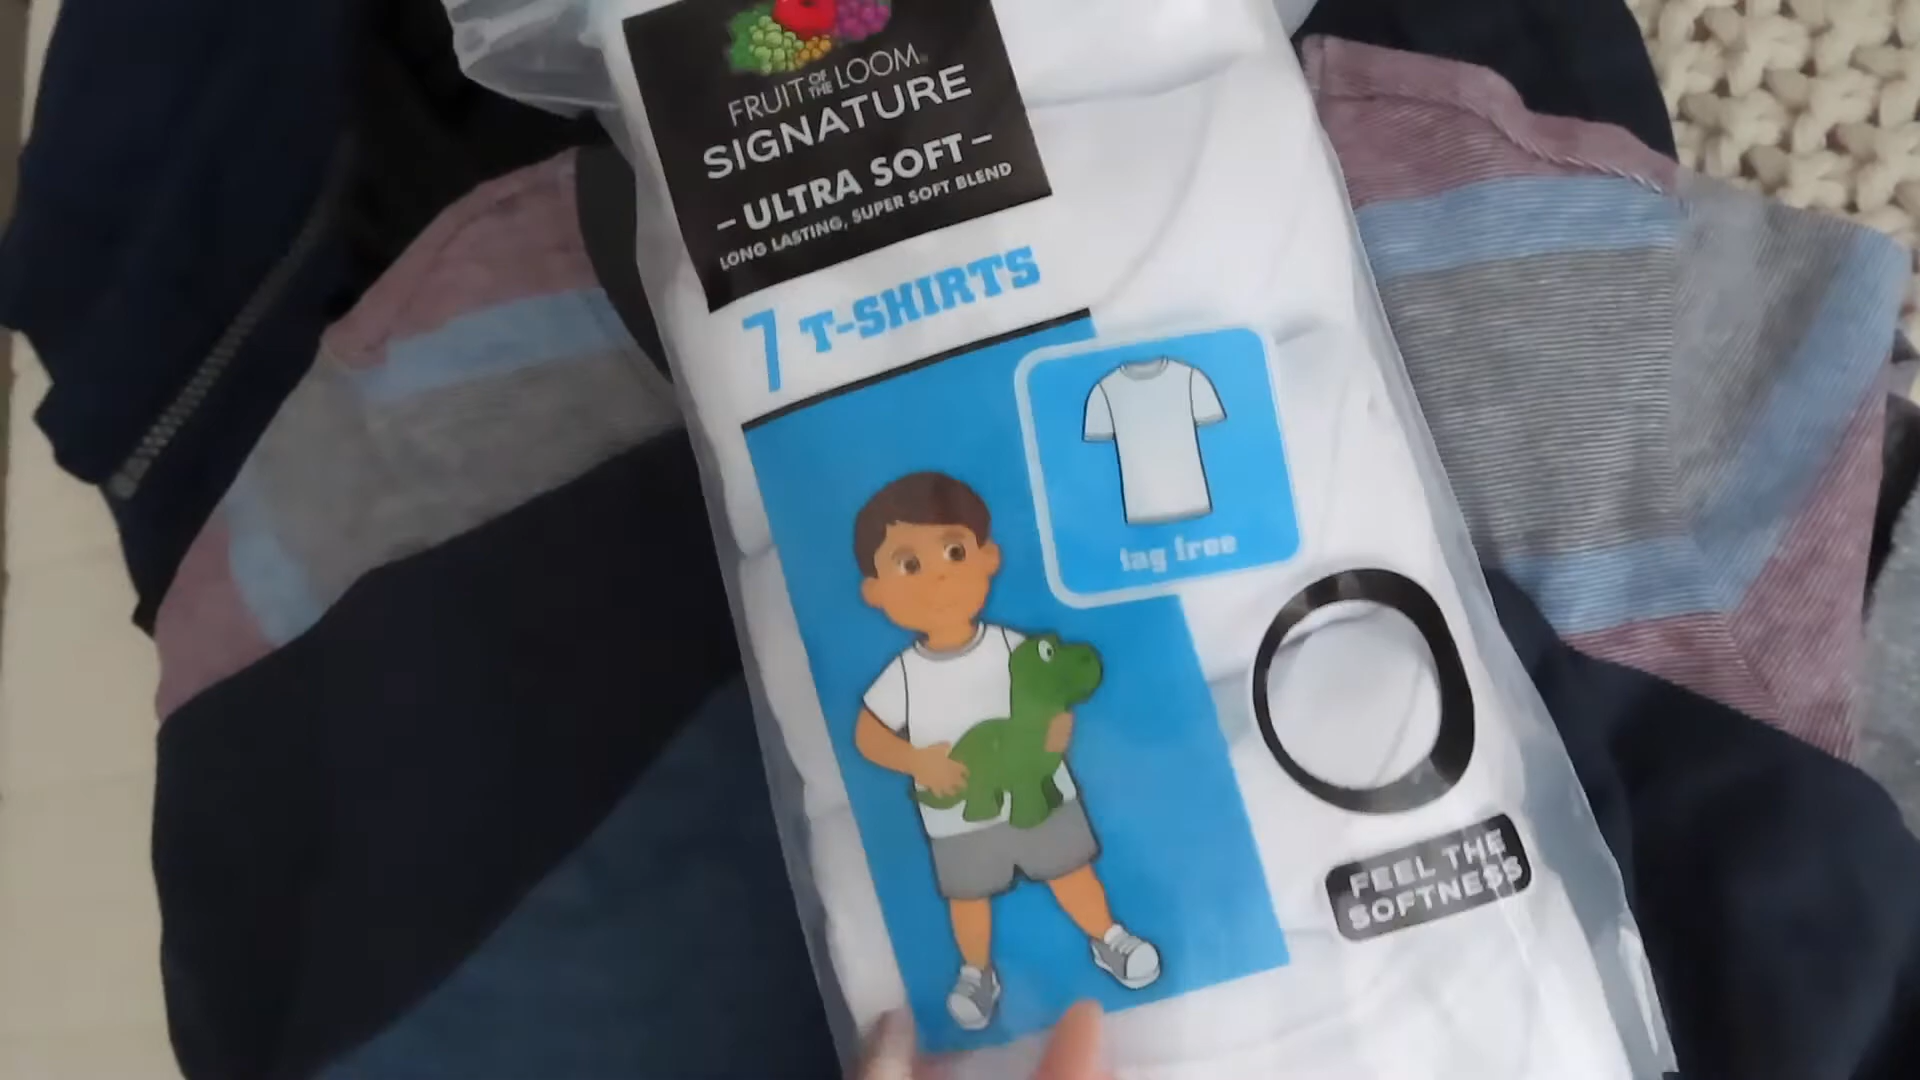 FRUIT OF THE LOOM
SIGNATURE
– ULTRA SOFT –
LONG LASTING, SUPER SOFT BLEND
7 T-SHIRTS
tag free
FEEL THE
SOFTNESS